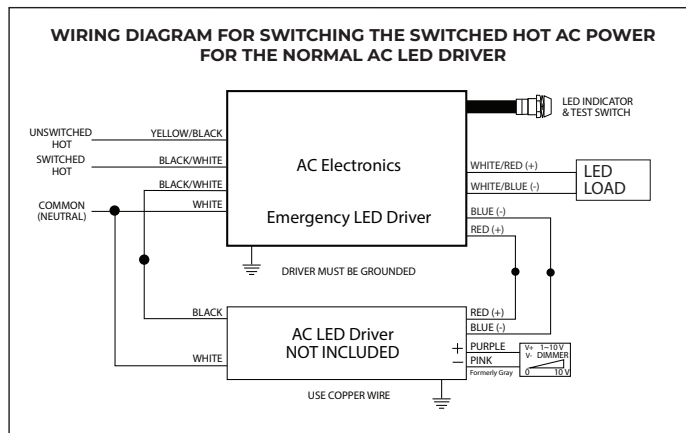 WIRING DIAGRAM FOR SWITCHING THE SWITCHED HOT AC POWER
FOR THE NORMAL AC LED DRIVER
LED INDICATOR
& TEST SWITCH
UNSWITCHED
HOT
YELLOW/BLACK
SWITCHED
HOT
BLACK/WHITE
AC Electronics
WHITE/RED (+)
LED
LOAD
BLACK/WHITE
WHITE/BLUE (-)
COMMON
(NEUTRAL)
WHITE
Emergency LED Driver
BLUE (-)
RED (+)
DRIVER MUST BE GROUNDED
BLACK
RED (+)
AC LED Driver
NOT INCLUDED
BLUE (-)
WHITE
+ PURPLE
− PINK
Formerly Gray
V+ 1~10 V
V- DIMMER
0 10 V
USE COPPER WIRE